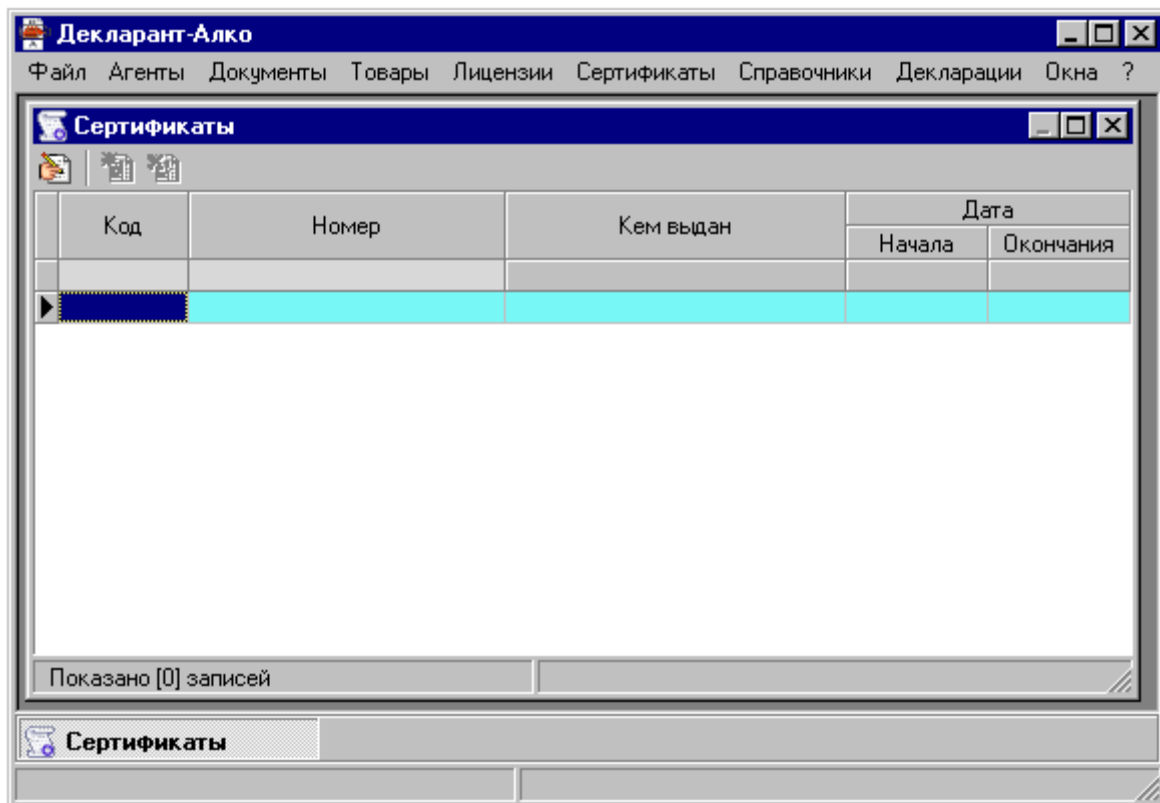 Декларант-Алко
Файл Агенты Документы Товары Лицензии Сертификаты Справочники Декларации Окна ?
Сертификаты
Код Номер Кем выдан Дата
Начала Окончания
Показано [0] записей
Сертификаты